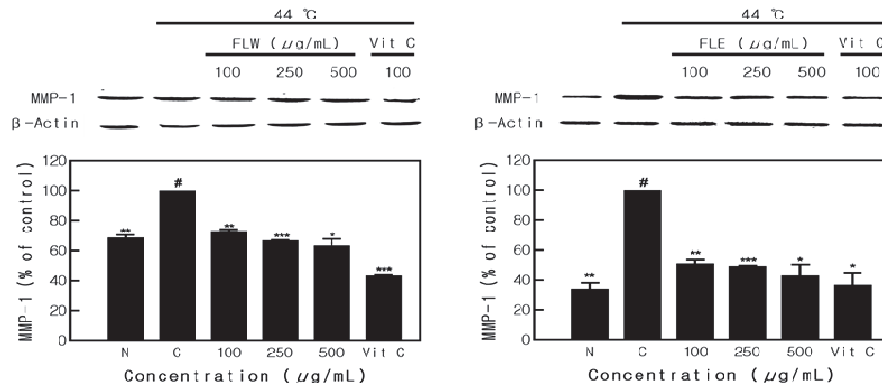 44 ℃
FLW (μg/mL) Vit C
100 250 500 100
MMP-1
β-Actin
MMP-1 (% of control)
120
100
80
60
40
20
0
#
** ** *** * ***
N C 100 250 500 Vit C
Concentration (μg/mL)
44 ℃
FLE (μg/mL) Vit C
100 250 500 100
MMP-1
β-Actin
MMP-1 (% of control)
120
100
80
60
40
20
0
#
** ** *** * *
N C 100 250 500 Vit C
Concentration (μg/mL)